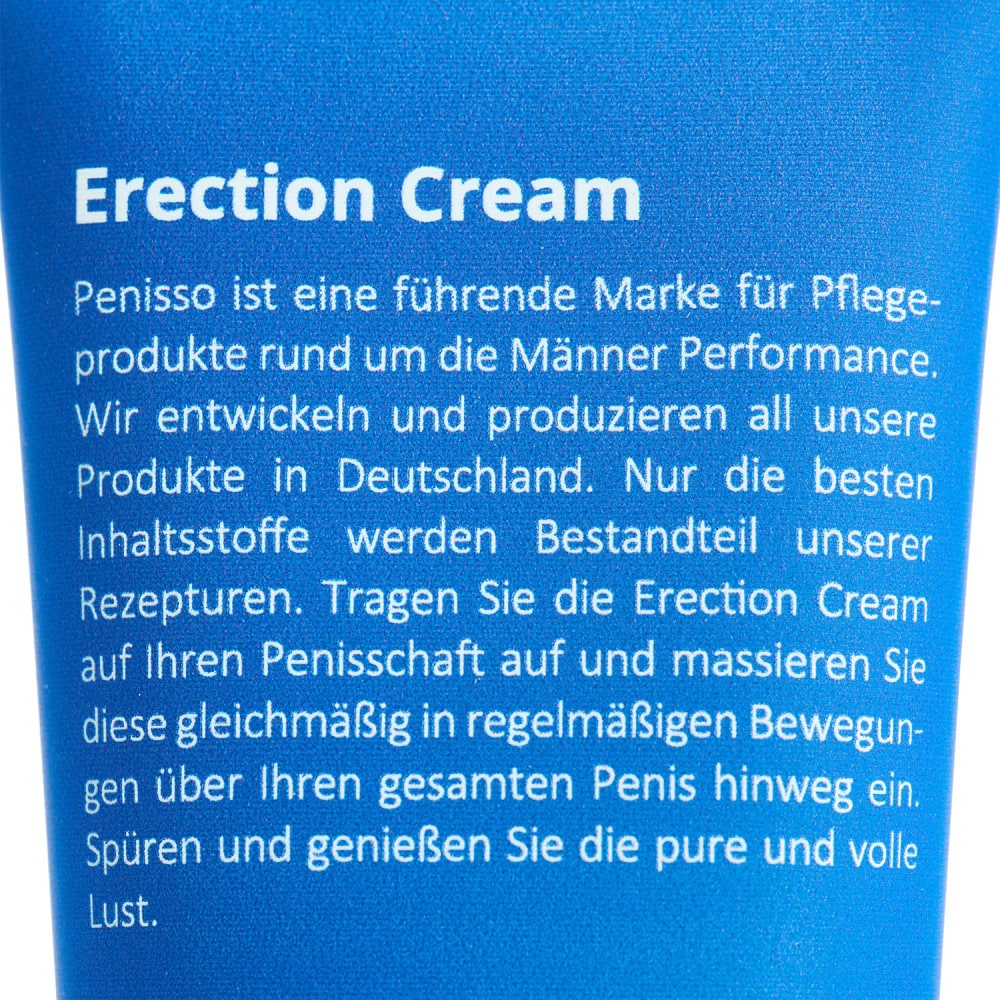 Erection Cream
Penisso ist eine führende Marke für Pflege-
produkte rund um die Männer Performance.
Wir entwickeln und produzieren all unsere
Produkte in Deutschland. Nur die besten
Inhaltsstoffe werden Bestandteil unserer
Rezepturen. Tragen Sie die Erection Cream
auf Ihren Penisschaft auf und massieren Sie
diese gleichmäßig in regelmäßigen Bewegun-
gen über Ihren gesamten Penis hinweg ein.
Spüren und genießen Sie die pure und volle
Lust.